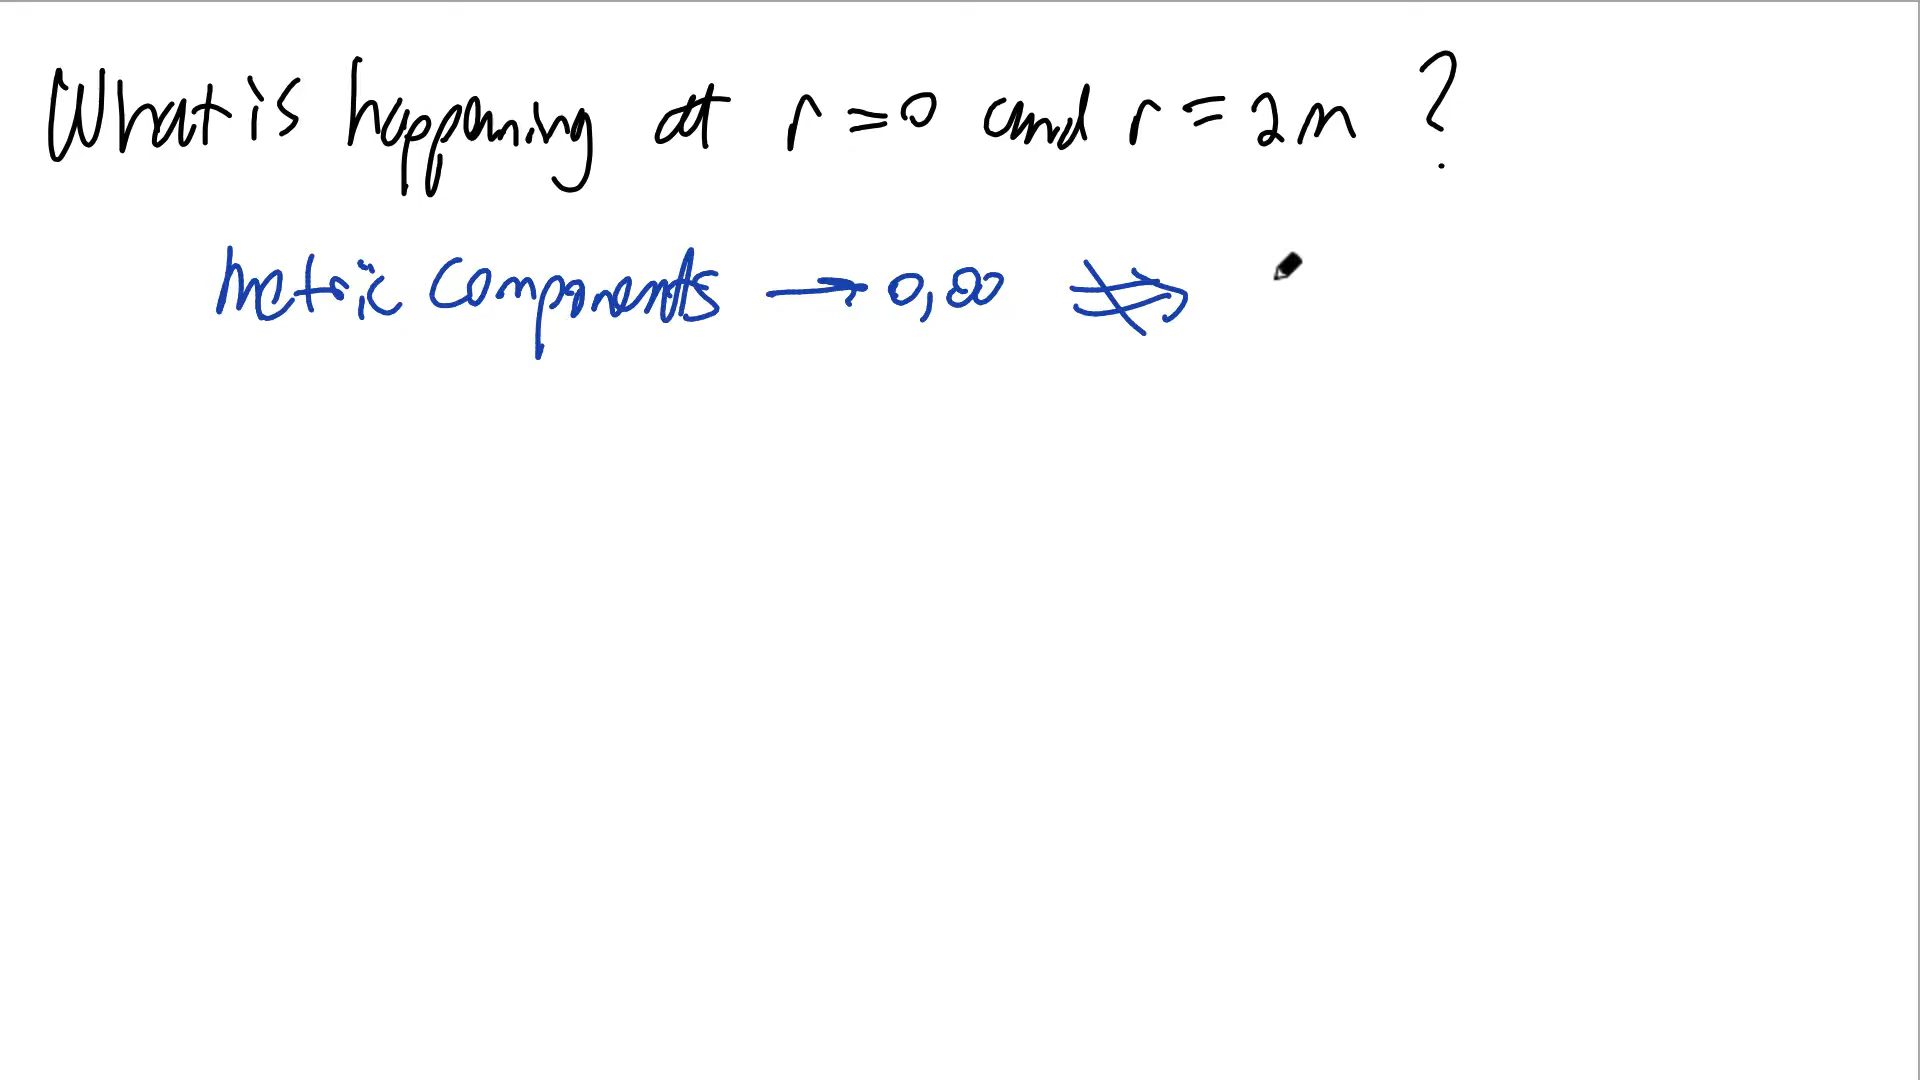 What is happening at r = 0 and r = 2m ?
metric components → 0, ∞ ⇏